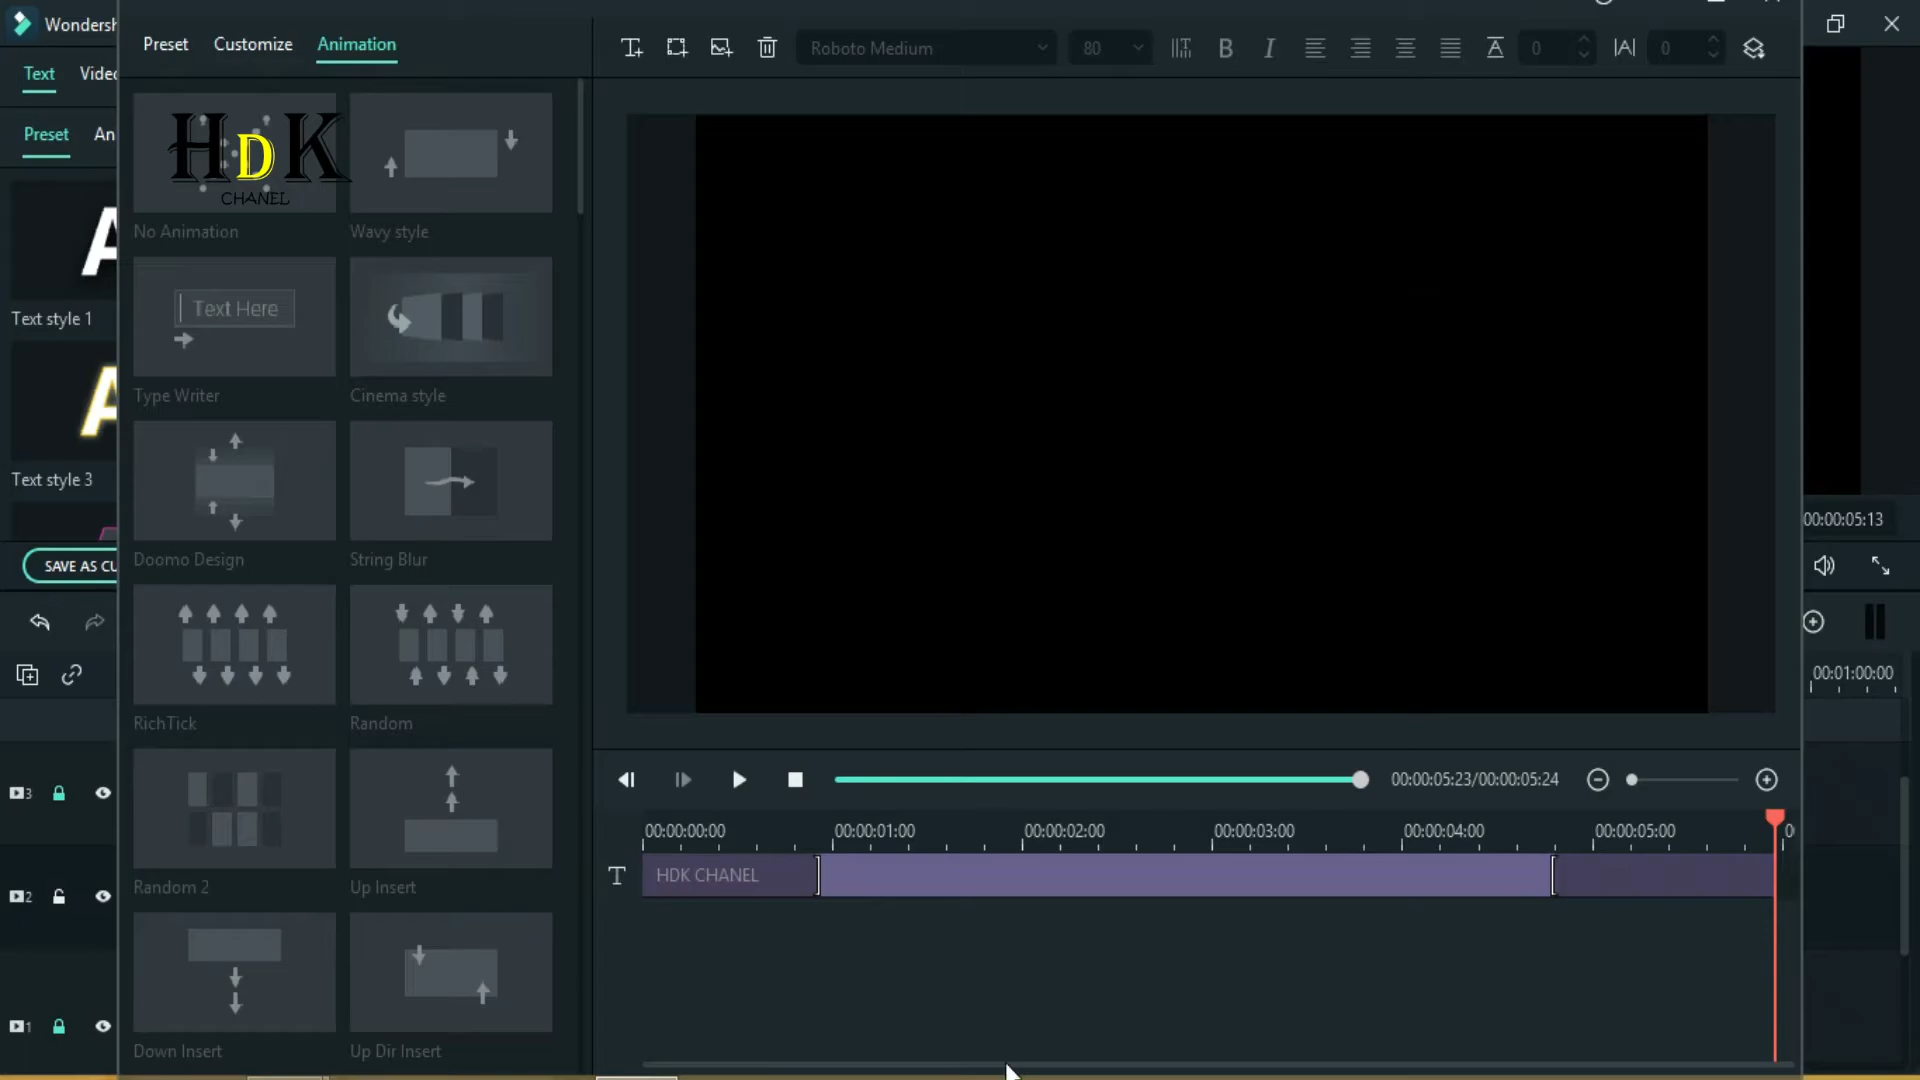 Wondersh
Preset Customize Animation
Roboto Medium
80
B I
0
0
Text Vide
Preset An
HDK
CHANEL
No Animation
Wavy style
Text Here
Text style 1
Type Writer
Cinema style
Text style 3
Doomo Design
String Blur
SAVE AS CU
00:00:05:13
RichTick
Random
00:01:00:00
Random 2
Up Insert
00:00:05:23/00:00:05:24
00:00:00:00 00:00:01:00 00:00:02:00 00:00:03:00 00:00:04:00 00:00:05:00 0
T HDK CHANEL
3
2
1
Down Insert
Up Dir Insert